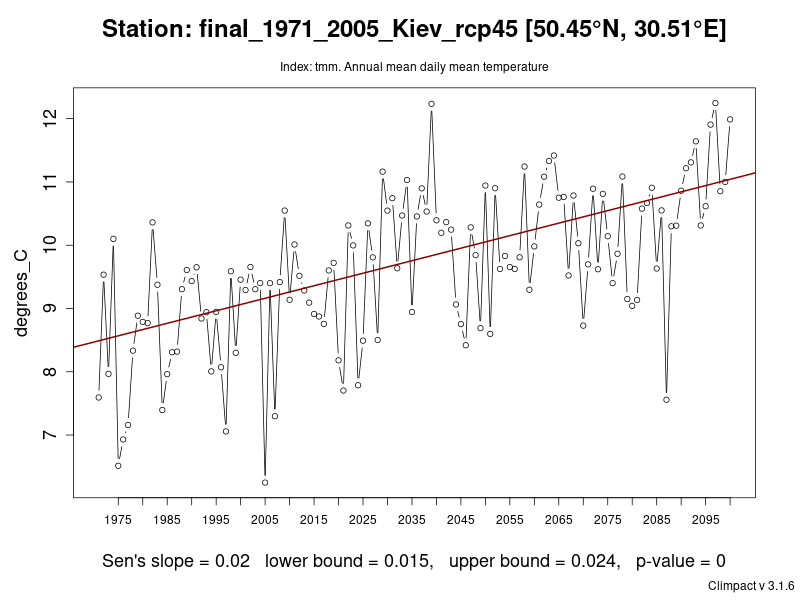 Station: final_1971_2005_Kiev_rcp45 [50.45°N, 30.51°E]
Index: tmm. Annual mean daily mean temperature
degrees_C
12
11
10
9
8
7
1975 1985 1995 2005 2015 2025 2035 2045 2055 2065 2075 2085 2095
Sen's slope = 0.02 lower bound = 0.015, upper bound = 0.024, p-value = 0
Climpact v 3.1.6